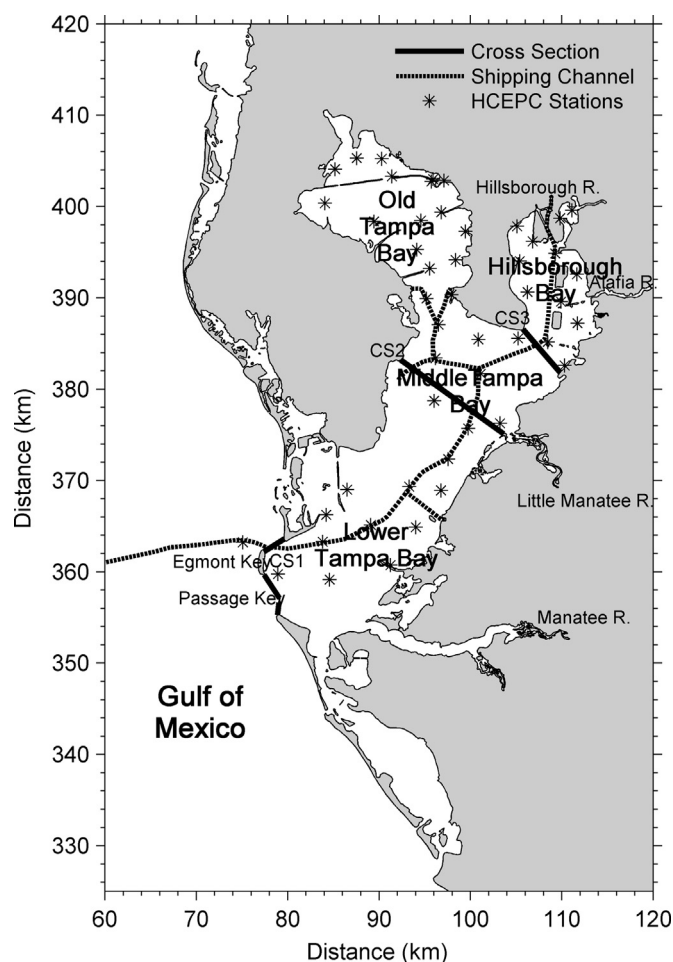 420
410
400
390
380
370
360
350
340
330
Distance (km)
60
70
80
90
100
110
120
Distance (km)
Cross Section
Shipping Channel
HCEPC Stations
Hillsborough R.
Old
Tampa
Bay
Hillsborough
Bay
Alafia R.
CS3
CS2
Middle Tampa
Bay
Little Manatee R.
Lower
Tampa Bay
Egmont Key
CS1
Passage Key
Manatee R.
Gulf of
Mexico